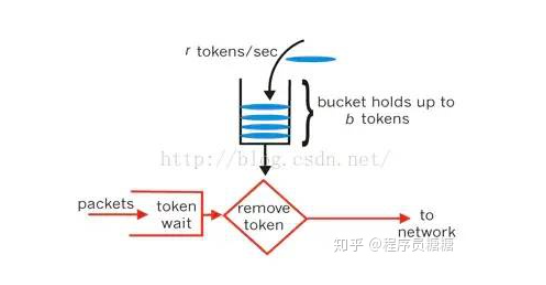 r tokens/sec
bucket holds up to
b tokens
http://blog.csdn.net/
packets
token
wait
remove
token
to
network
知乎 @程序员糖糖